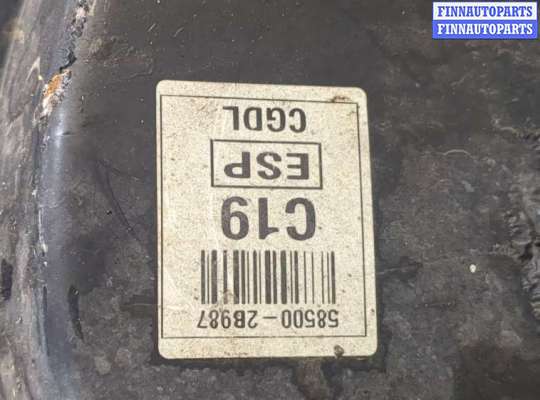 FINNAUTOPARTS
FINNAUTOPARTS
58500-2B987
C19
ESP
CGDL